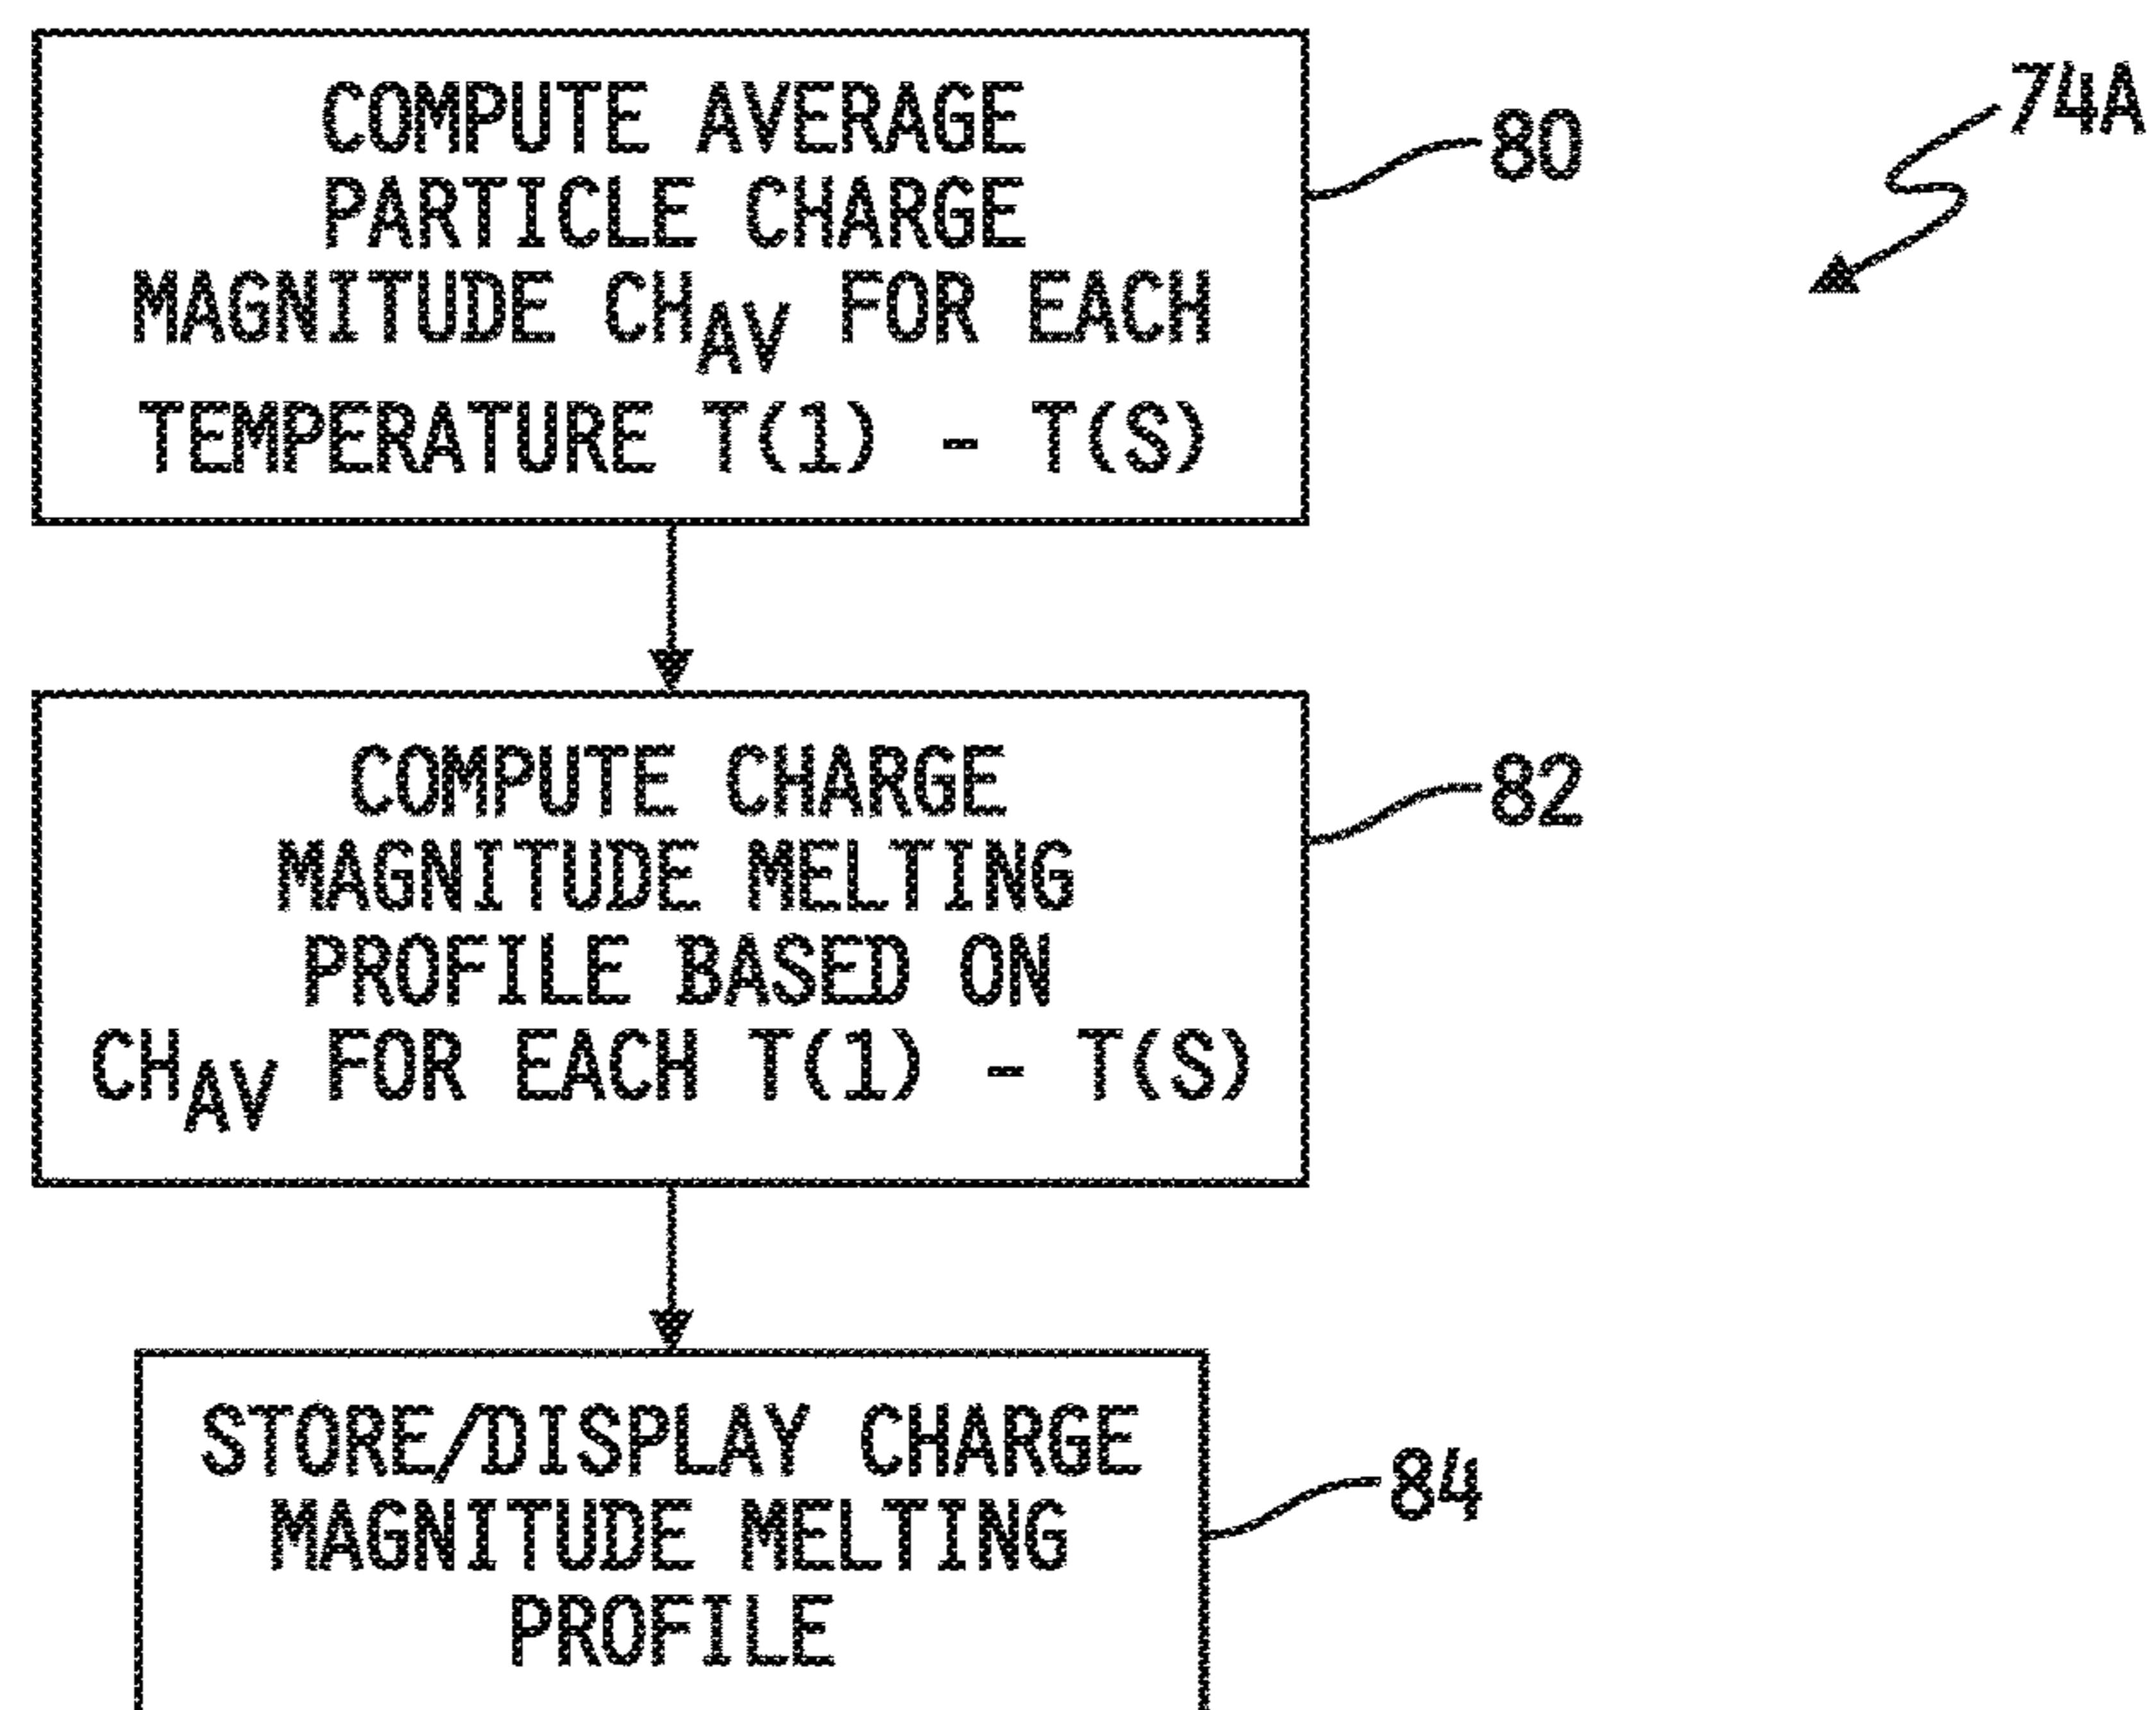 COMPUTE AVERAGE
PARTICLE CHARGE
MAGNITUDE CHAV FOR EACH
TEMPERATURE T(1) - T(S)
80
74A
COMPUTE CHARGE
MAGNITUDE MELTING
PROFILE BASED ON
CHAV FOR EACH T(1) - T(S)
82
STORE/DISPLAY CHARGE
MAGNITUDE MELTING
PROFILE
84